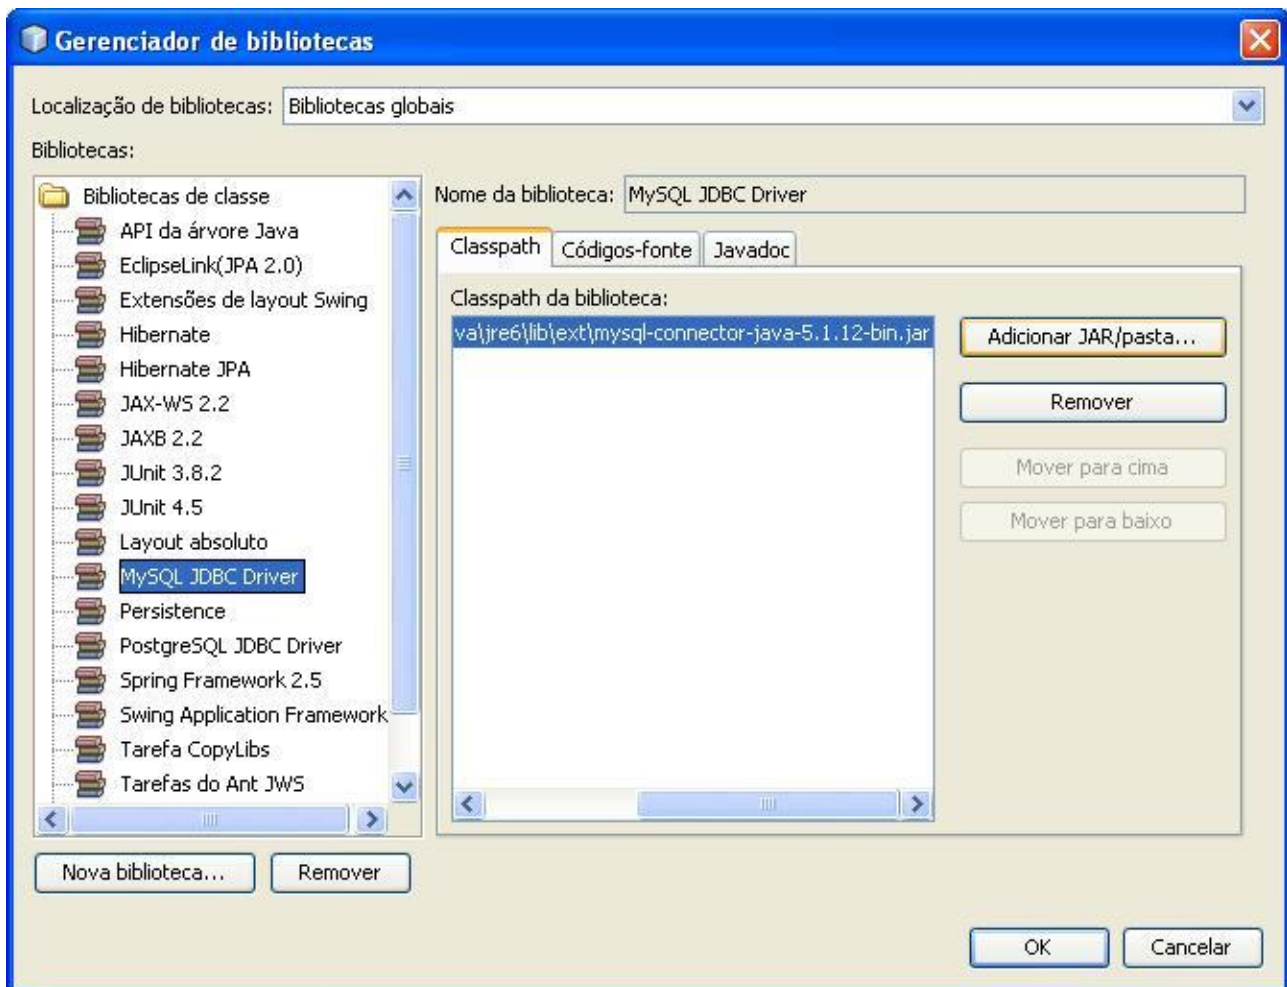 Gerenciador de bibliotecas
Localização de bibliotecas: Bibliotecas globais
Bibliotecas:
Bibliotecas de classe
API da árvore Java
EclipseLink(JPA 2.0)
Extensões de layout Swing
Hibernate
Hibernate JPA
JAX-WS 2.2
JAXB 2.2
JUnit 3.8.2
JUnit 4.5
Layout absoluto
MySQL JDBC Driver
Persistence
PostgreSQL JDBC Driver
Spring Framework 2.5
Swing Application Framework
Tarefa CopyLibs
Tarefas do Ant JWS
Nova biblioteca... Remover
Nome da biblioteca: MySQL JDBC Driver
Classpath Códigos-fonte Javadoc
Classpath da biblioteca:
va\jre6\lib\ext\mysql-connector-java-5.1.12-bin.jar
Adicionar JAR/pasta...
Remover
Mover para cima
Mover para baixo
OK Cancelar